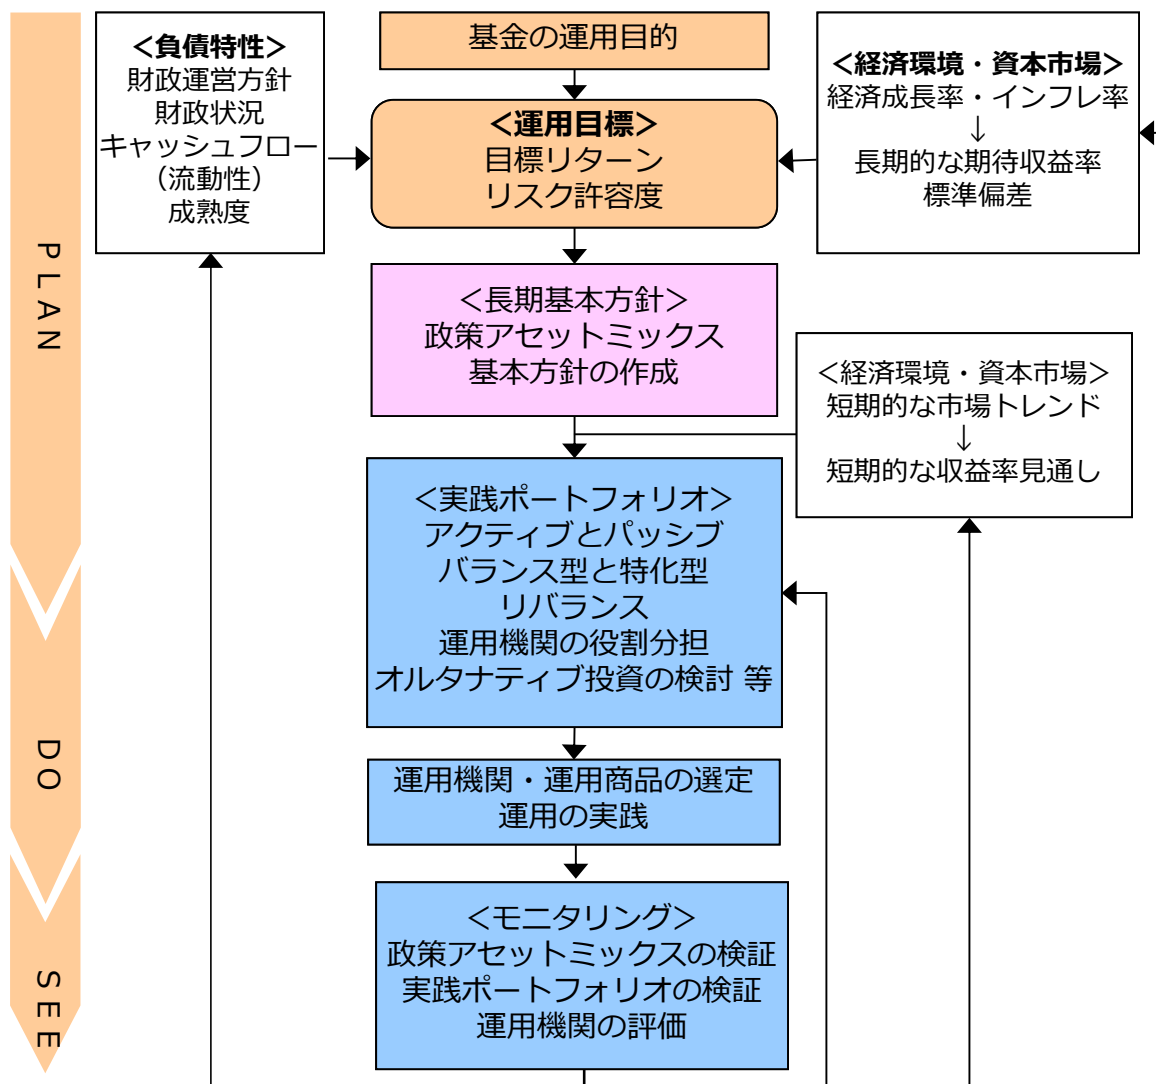 基金の運用目的
＜負債特性＞
財政運営方針
財政状況
キャッシュフロー
（流動性）
成熟度
＜運用目標＞
目標リターン
リスク許容度
＜経済環境・資本市場＞
経済成長率・インフレ率
↓
長期的な期待収益率
標準偏差
PLAN
＜長期基本方針＞
政策アセットミックス
基本方針の作成
＜経済環境・資本市場＞
短期的な市場トレンド
↓
短期的な収益率見通し
＜実践ポートフォリオ＞
アクティブとパッシブ
バランス型と特化型
リバランス
運用機関の役割分担
オルタナティブ投資の検討 等
DO
運用機関・運用商品の選定
運用の実践
SEE
＜モニタリング＞
政策アセットミックスの検証
実践ポートフォリオの検証
運用機関の評価